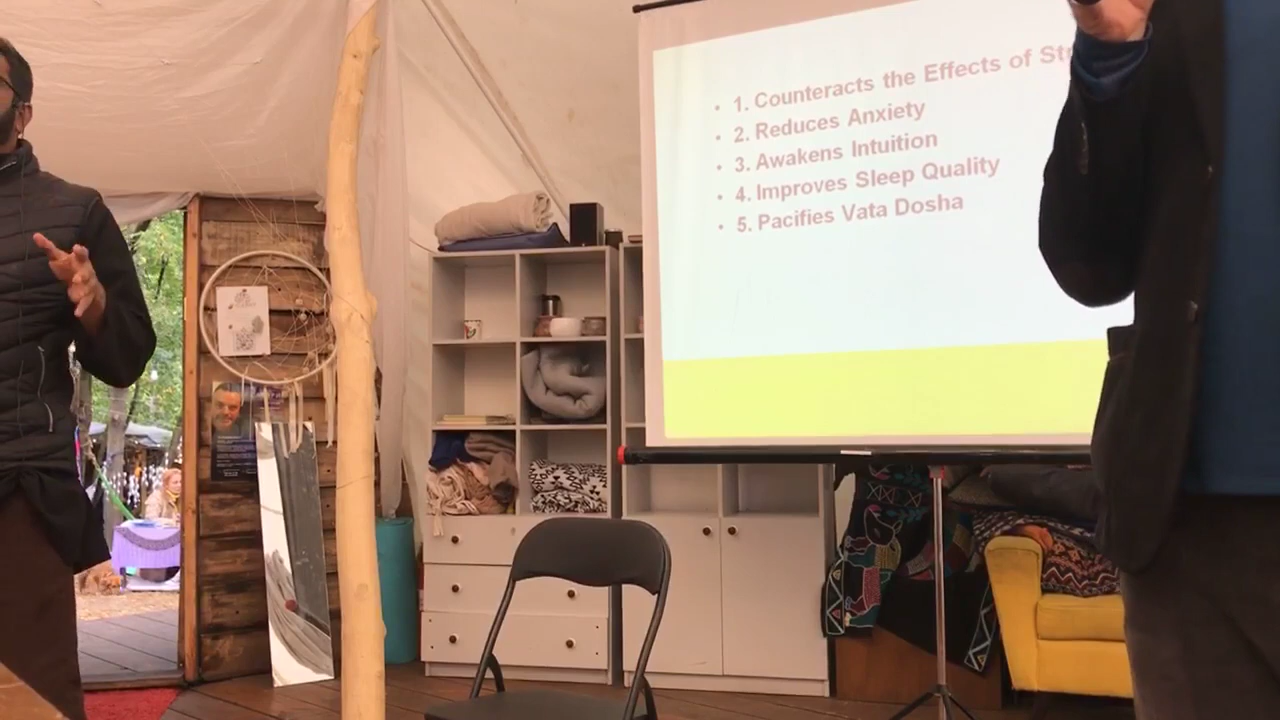 • 1. Counteracts the Effects of
• 2. Reduces Anxiety
• 3. Awakens Intuition
• 4. Improves Sleep Quality
• 5. Pacifies Vata Dosha